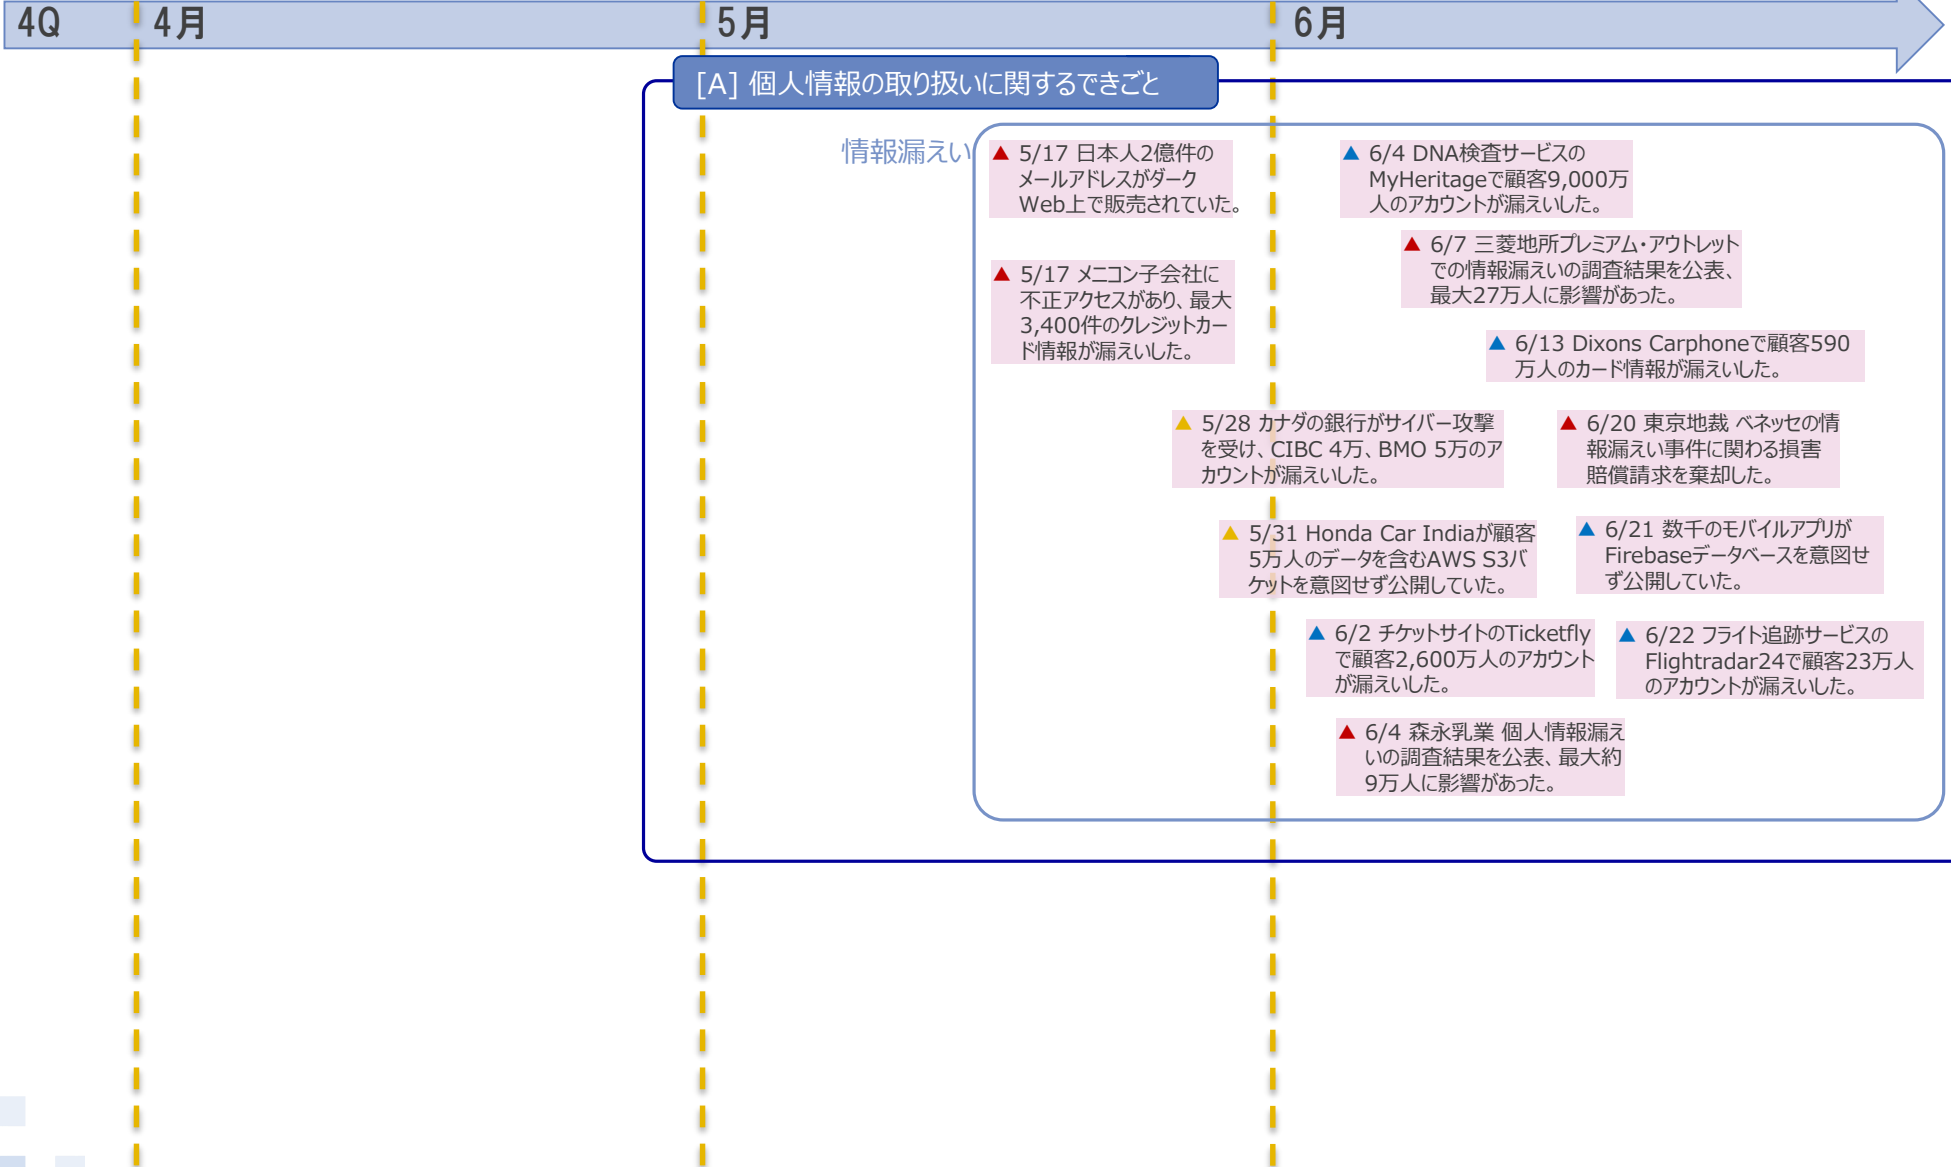 4Q
4月
5月
6月
[A] 個人情報の取り扱いに関するできごと
情報漏えい
▲ 5/17 日本人2億件の
メールアドレスがダーク
Web上で販売されていた。
▲ 5/17 メニコン子会社に
不正アクセスがあり、最大
3,400件のクレジットカー
ド情報が漏えいした。
▲ 5/28 カナダの銀行がサイバー攻撃
を受け、CIBC 4万、BMO 5万のア
カウントが漏えいした。
▲ 5/31 Honda Car Indiaが顧客
5万人のデータを含むAWS S3バ
ケットを意図せず公開していた。
▲ 6/2 チケットサイトのTicketfly
で顧客2,600万人のアカウント
が漏えいした。
▲ 6/4 森永乳業 個人情報漏え
いの調査結果を公表、最大約
9万人に影響があった。
▲ 6/4 DNA検査サービスの
MyHeritageで顧客9,000万
人のアカウントが漏えいした。
▲ 6/7 三菱地所プレミアム・アウトレット
での情報漏えいの調査結果を公表、
最大27万人に影響があった。
▲ 6/13 Dixons Carphoneで顧客590
万人のカード情報が漏えいした。
▲ 6/20 東京地裁 ベネッセの情
報漏えい事件に関わる損害
賠償請求を棄却した。
▲ 6/21 数千のモバイルアプリが
Firebaseデータベースを意図せ
ず公開していた。
▲ 6/22 フライト追跡サービスの
Flightradar24で顧客23万人
のアカウントが漏えいした。